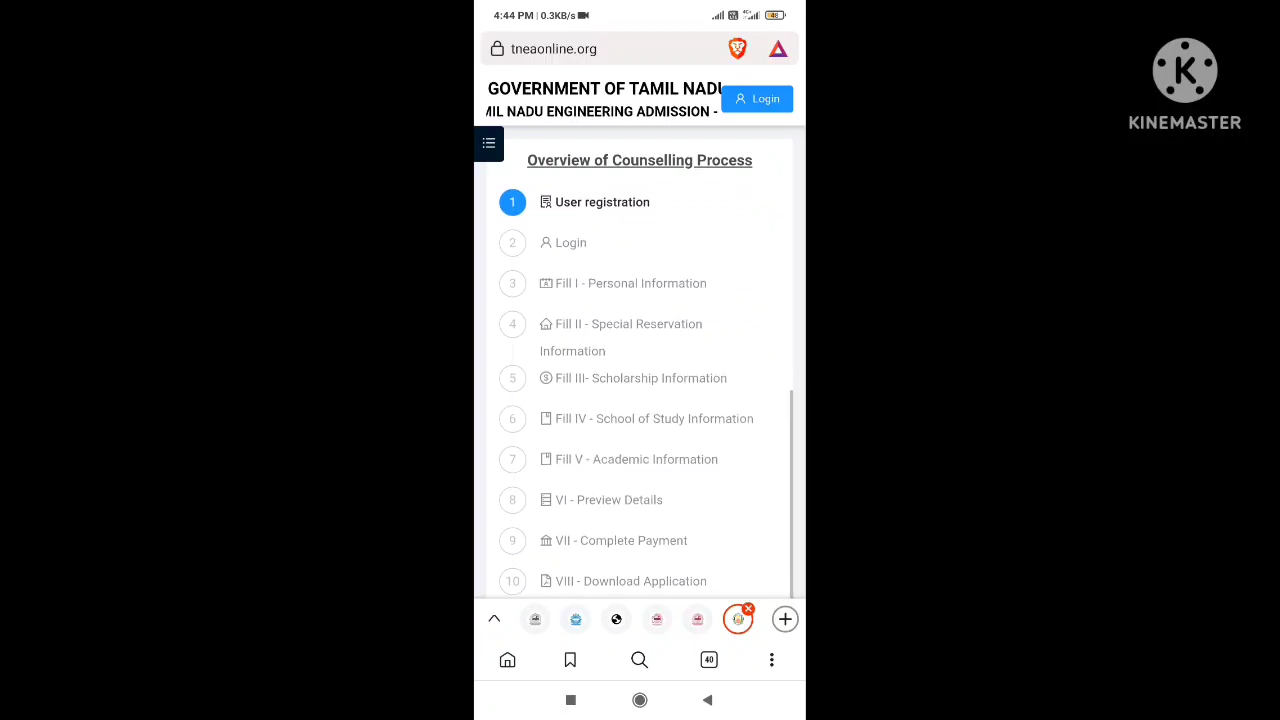 4:44 PM | 0.3KB/s
4G+
48
tneaonline.org
GOVERNMENT OF TAMIL NADU
MIL NADU ENGINEERING ADMISSION -
Login
K
KINEMASTER
Overview of Counselling Process
1 User registration
2 Login
3 Fill I - Personal Information
4 Fill II - Special Reservation
Information
5 Fill III- Scholarship Information
6 Fill IV - School of Study Information
7 Fill V - Academic Information
8 VI - Preview Details
9 VII - Complete Payment
10 VIII - Download Application
40